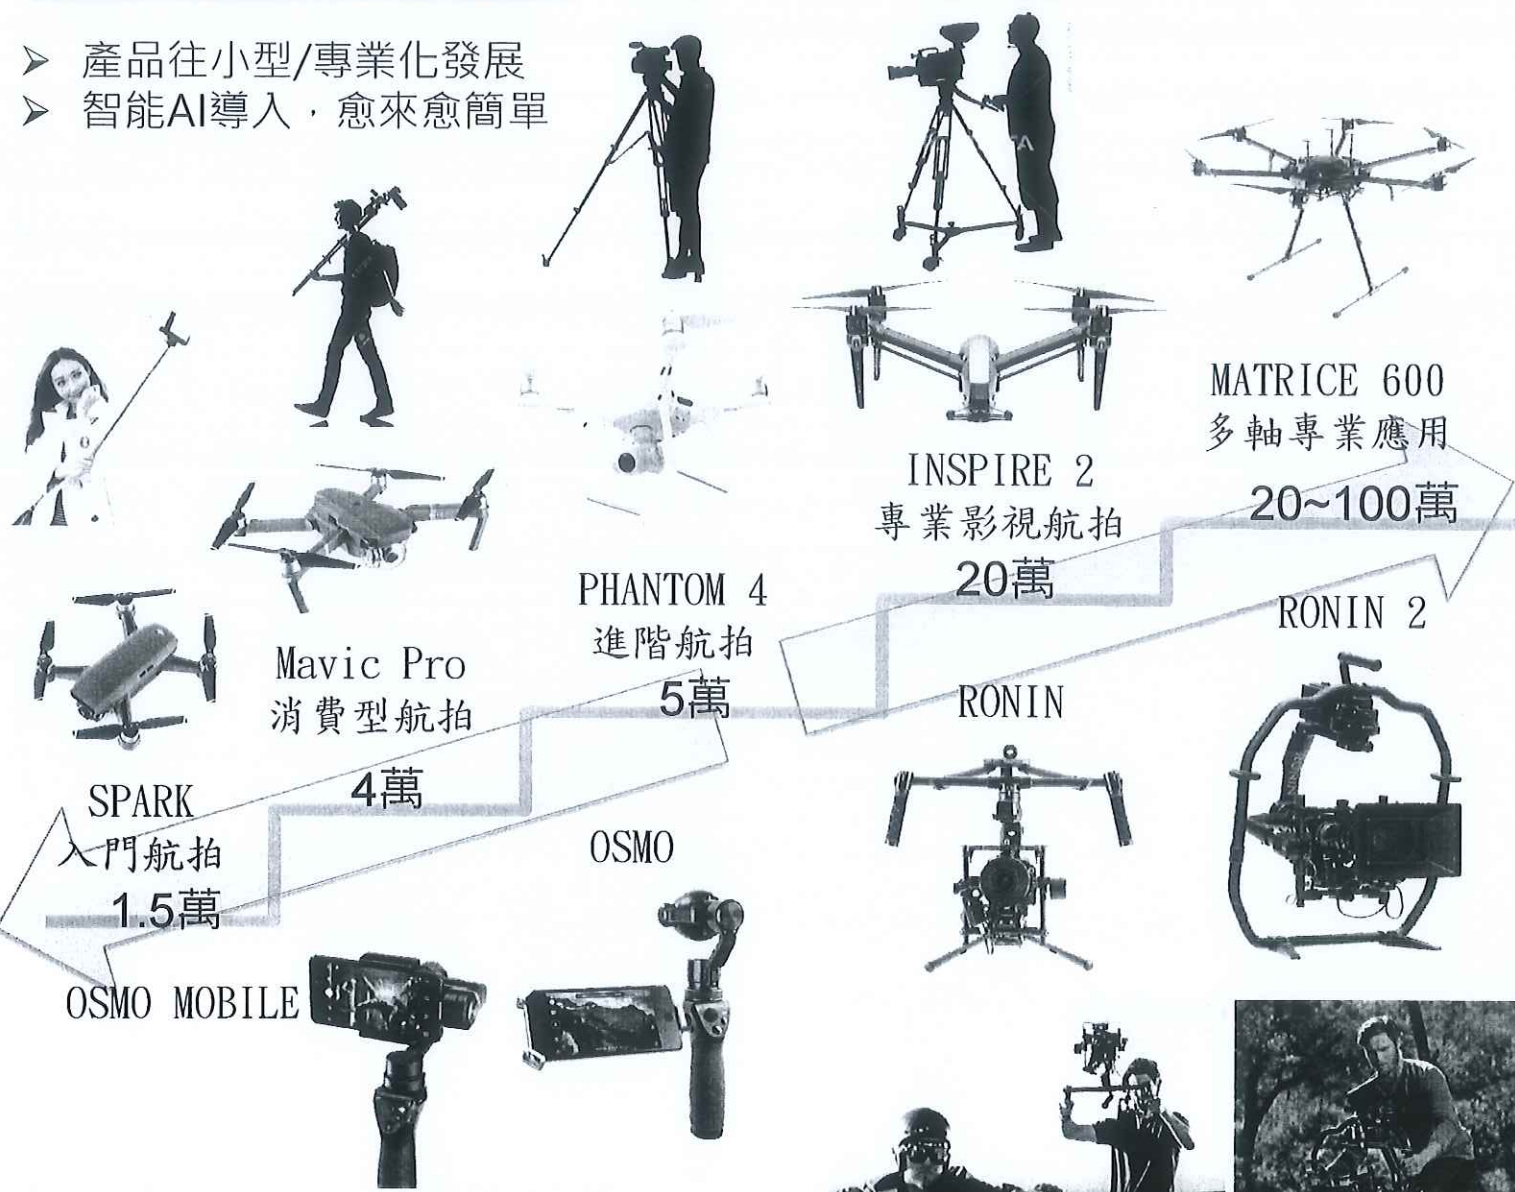 ➢ 產品往小型/專業化發展
➢ 智能AI導入，愈來愈簡單
MATRICE 600
多軸專業應用
20~100萬
INSPIRE 2
專業影視航拍
20萬
PHANTOM 4
進階航拍
5萬
Mavic Pro
消費型航拍
4萬
SPARK
入門航拍
1.5萬
RONIN 2
RONIN
OSMO
OSMO MOBILE